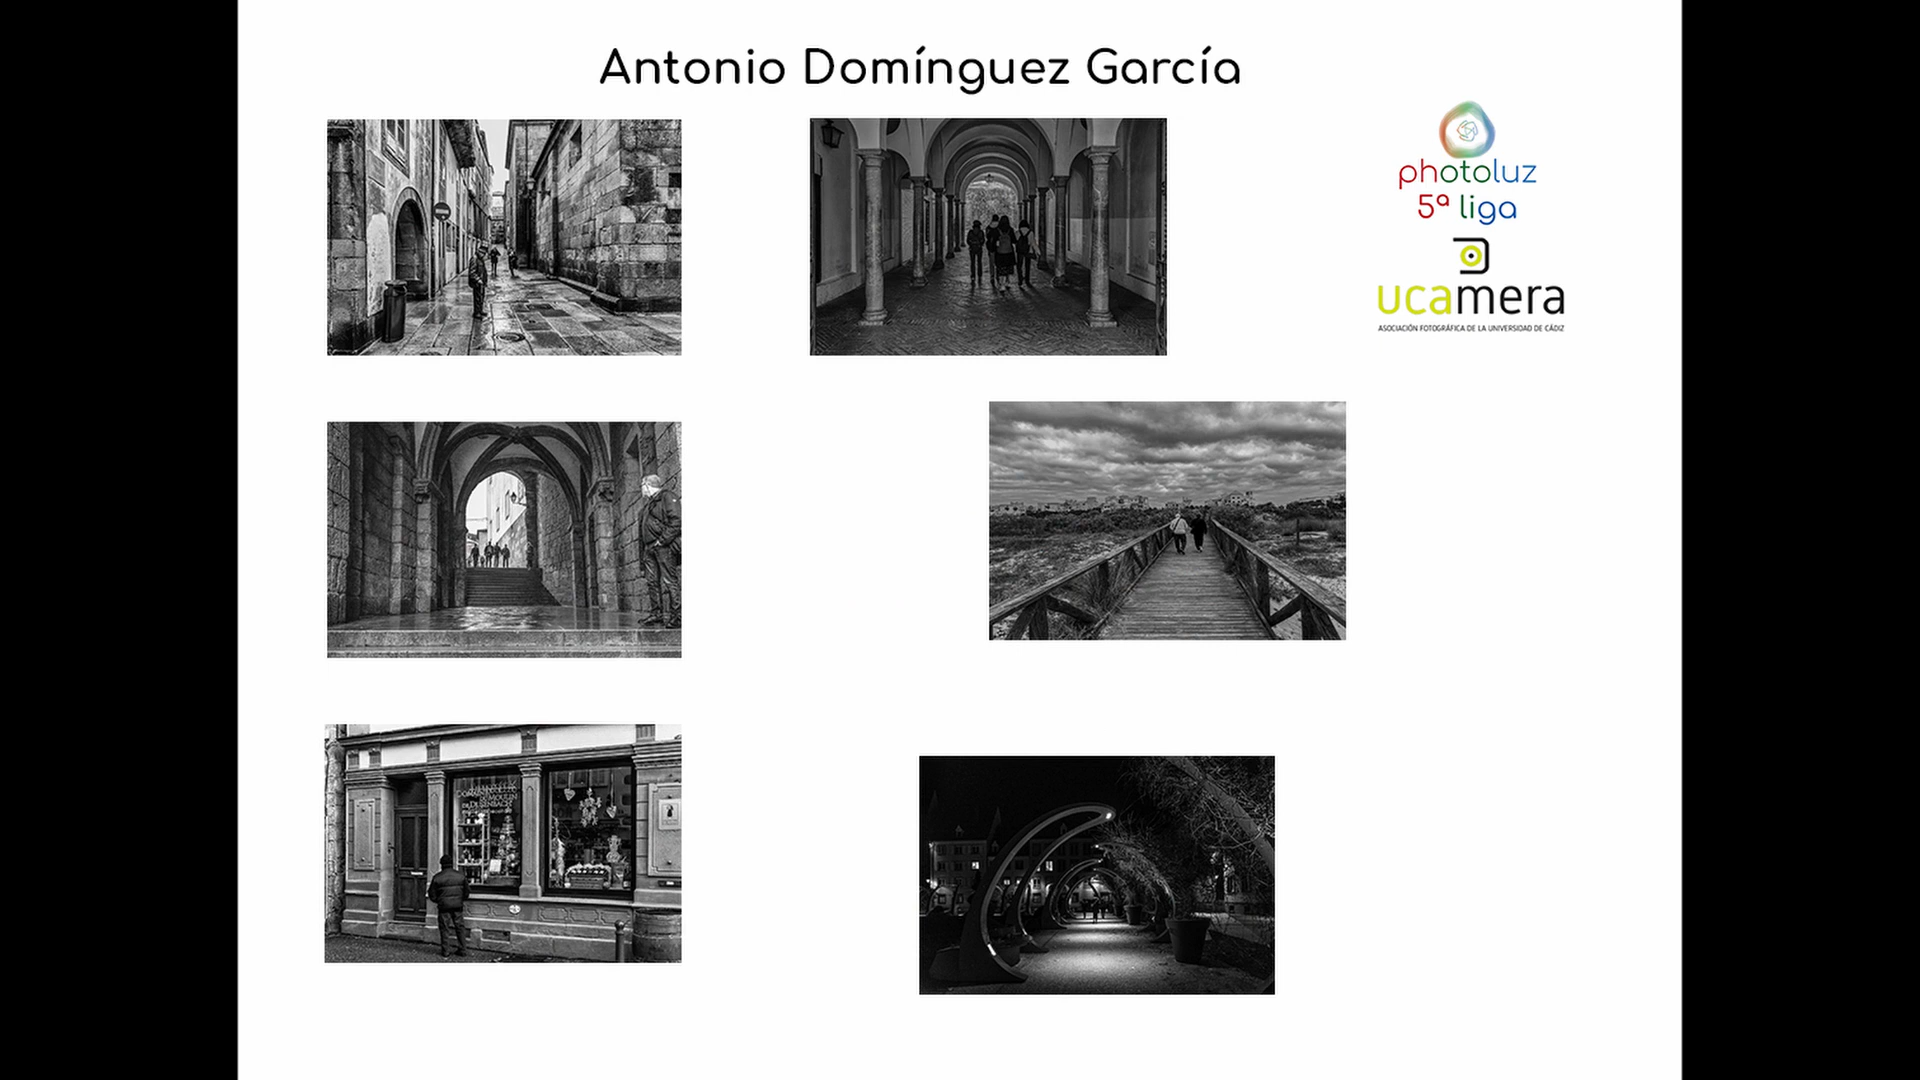 Antonio Domínguez García
photoluz
5ª liga
ucamera
ASOCIACIÓN FOTOGRÁFICA DE LA UNIVERSIDAD DE CÁDIZ